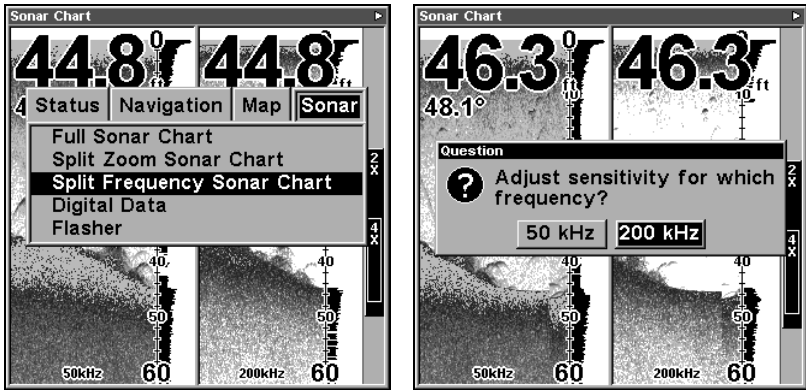 Sonar Chart
44.8 44.8
0
ft
Status Navigation Map Sonar
Full Sonar Chart
Split Zoom Sonar Chart
Split Frequency Sonar Chart
Digital Data
Flasher
2X
4X
40
40
50
50
50kHz 60 200kHz 60
Sonar Chart
46.3 46.3
0
ft
48.1°
10
Question
Adjust sensitivity for which
frequency?
50 kHz 200 kHz
2X
4X
40
40
50
50
50kHz 60 200kHz 60